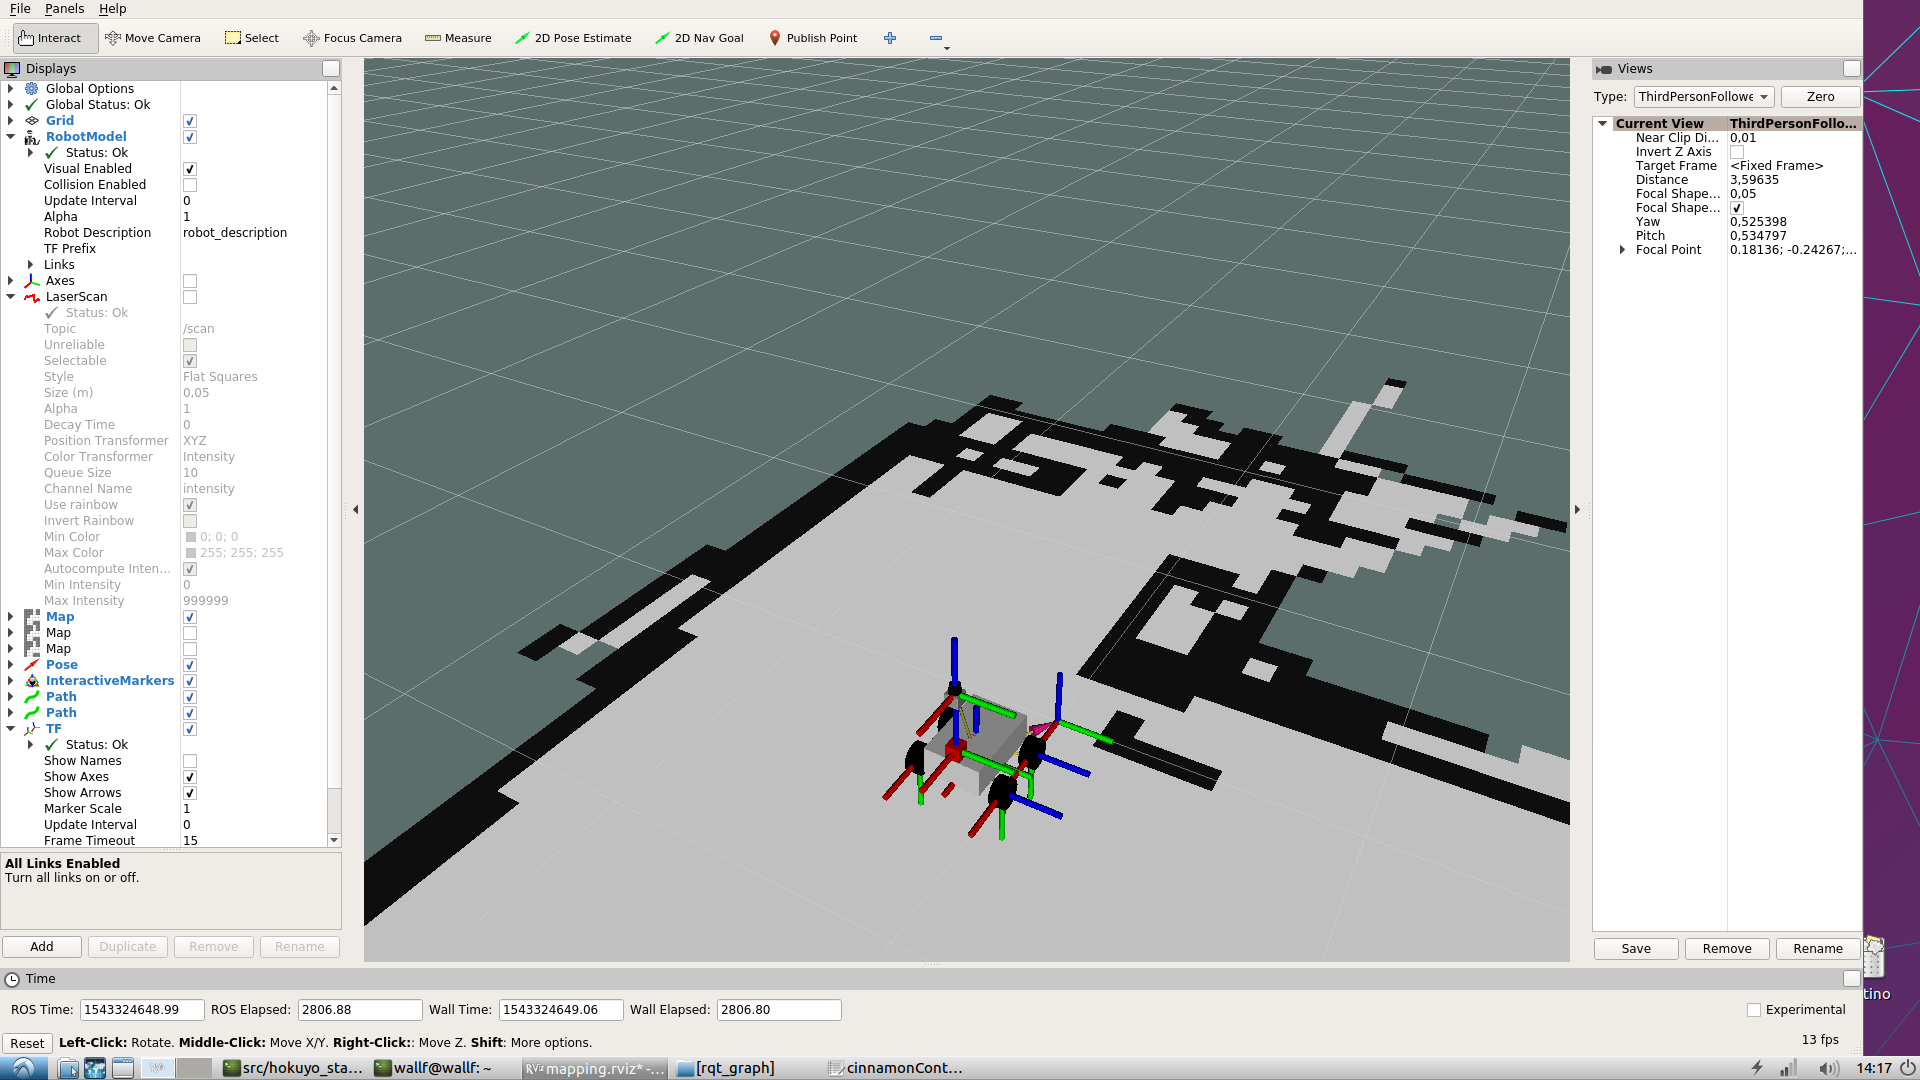 File Panels Help
Interact Move Camera Select Focus Camera Measure 2D Pose Estimate 2D Nav Goal Publish Point
Displays
Global Options
Global Status: Ok
Grid
RobotModel
Status: Ok
Visual Enabled
Collision Enabled
Update Interval 0
Alpha 1
Robot Description robot_description
TF Prefix
Links
Axes
LaserScan
Status: Ok
Topic /scan
Unreliable
Selectable
Style Flat Squares
Size (m) 0,05
Alpha 1
Decay Time 0
Position Transformer XYZ
Color Transformer Intensity
Queue Size 10
Channel Name intensity
Use rainbow
Invert Rainbow
Min Color 0; 0; 0
Max Color 255; 255; 255
Autocompute Inten...
Min Intensity 0
Max Intensity 999999
Map
Map
Map
Pose
InteractiveMarkers
Path
Path
TF
Status: Ok
Show Names
Show Axes
Show Arrows
Marker Scale 1
Update Interval 0
Frame Timeout 15
All Links Enabled
Turn all links on or off.
Add Duplicate Remove Rename
Views
Type: ThirdPersonFollowe Zero
Current View ThirdPersonFollo...
Near Clip Di... 0,01
Invert Z Axis
Target Frame <Fixed Frame>
Distance 3,59635
Focal Shape... 0,05
Focal Shape...
Yaw 0,525398
Pitch 0,534797
Focal Point 0.18136; -0.24267;...
Save Remove Rename
tino
Time
ROS Time: 1543324648.99 ROS Elapsed: 2806.88 Wall Time: 1543324649.06 Wall Elapsed: 2806.80 Experimental
Reset Left-Click: Rotate. Middle-Click: Move X/Y. Right-Click:: Move Z. Shift: More options. 13 fps
src/hokuyo_sta... wallf@wallf: ~ RViz mapping.rviz* -... [rqt_graph] cinnamonCont... 14:17